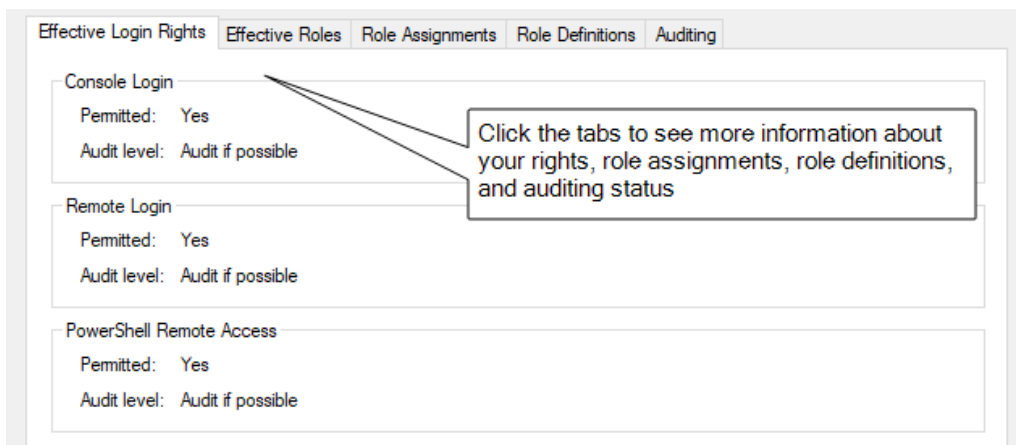 Effective Login Rights Effective Roles Role Assignments Role Definitions Auditing
Console Login
Permitted: Yes
Audit level: Audit if possible
Click the tabs to see more information about
your rights, role assignments, role definitions,
and auditing status
Remote Login
Permitted: Yes
Audit level: Audit if possible
PowerShell Remote Access
Permitted: Yes
Audit level: Audit if possible